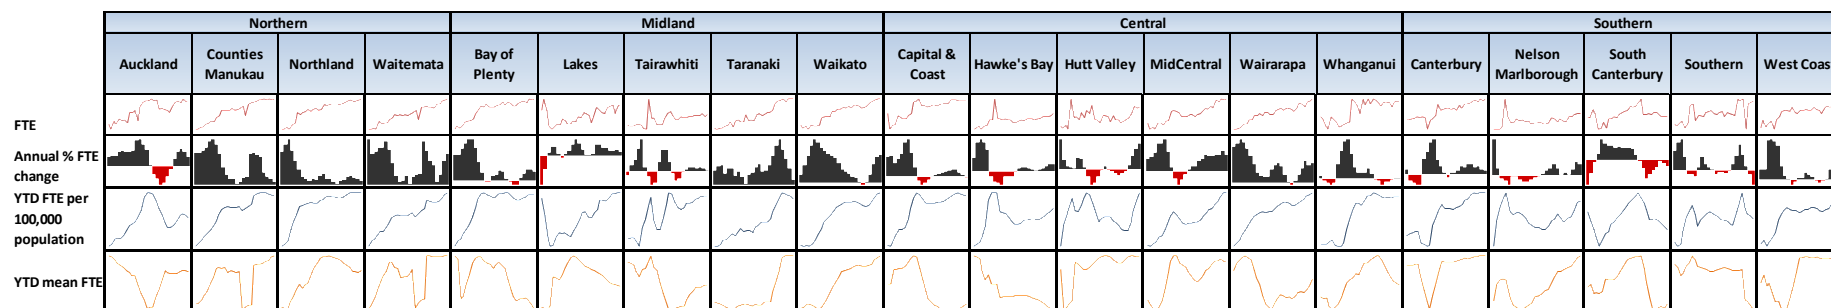 Northern Midland Central Southern
Auckland Counties Manukau Northland Waitemata Bay of Plenty Lakes Tairawhiti Taranaki Waikato Capital & Coast Hawke's Bay Hutt Valley MidCentral Wairarapa Whanganui Canterbury Nelson Marlborough South Canterbury Southern West Coas
FTE
Annual % FTE
change
YTD FTE per
100,000
population
YTD mean FTE